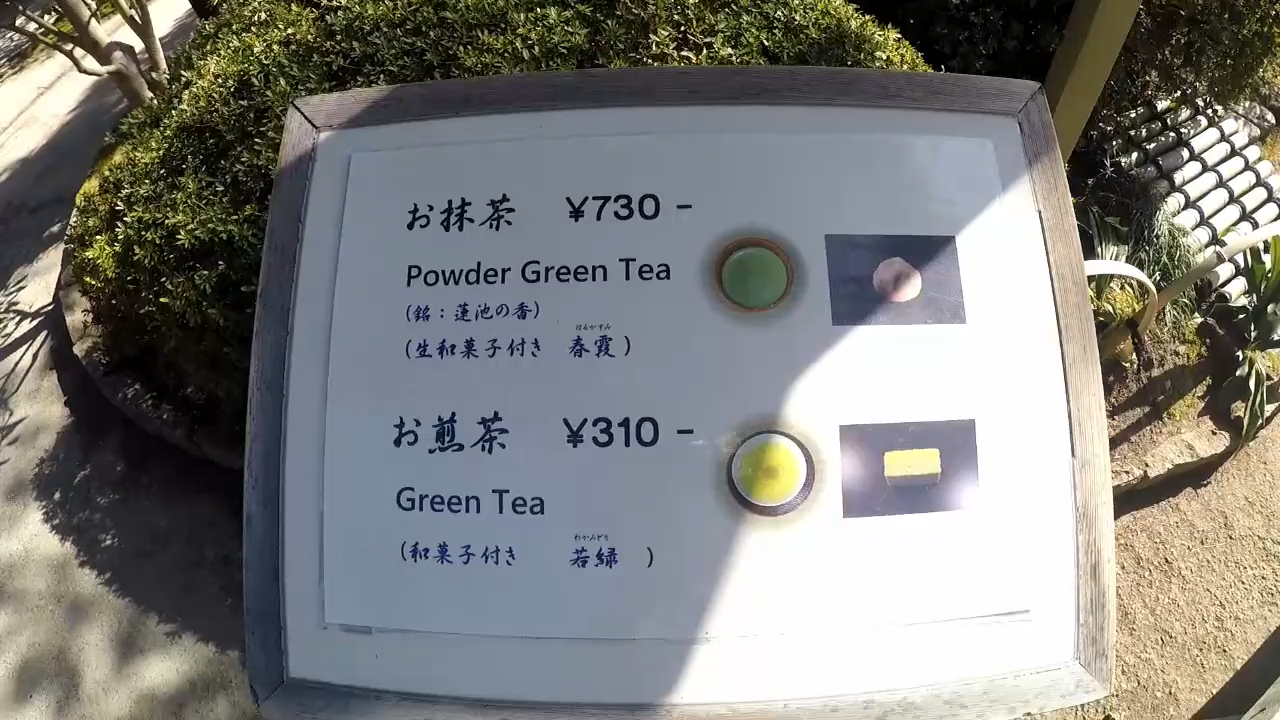 お抹茶 ¥730 -
Powder Green Tea
(銘:蓮池の香)
はるがすみ
(生和菓子付き 春霞)
お煎茶 ¥310 -
Green Tea
わかみどり
(和菓子付き 若緑 )